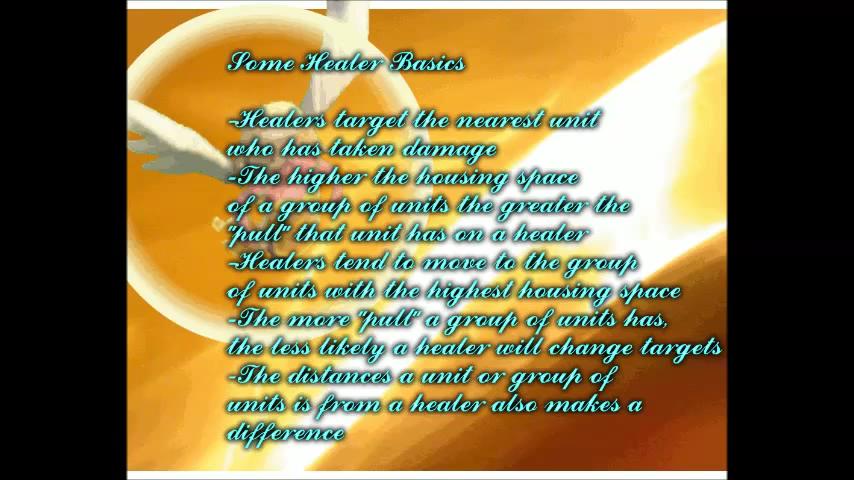 Some Healer Basics
-Healers target the nearest unit
who has taken damage
-The higher the housing space
of a group of units the greater the
"pull" that unit has on a healer
-Healers tend to move to the group
of units with the highest housing space
-The more "pull" a group of units has,
the less likely a healer will change targets
-The distances a unit or group of
units is from a healer also makes a
difference